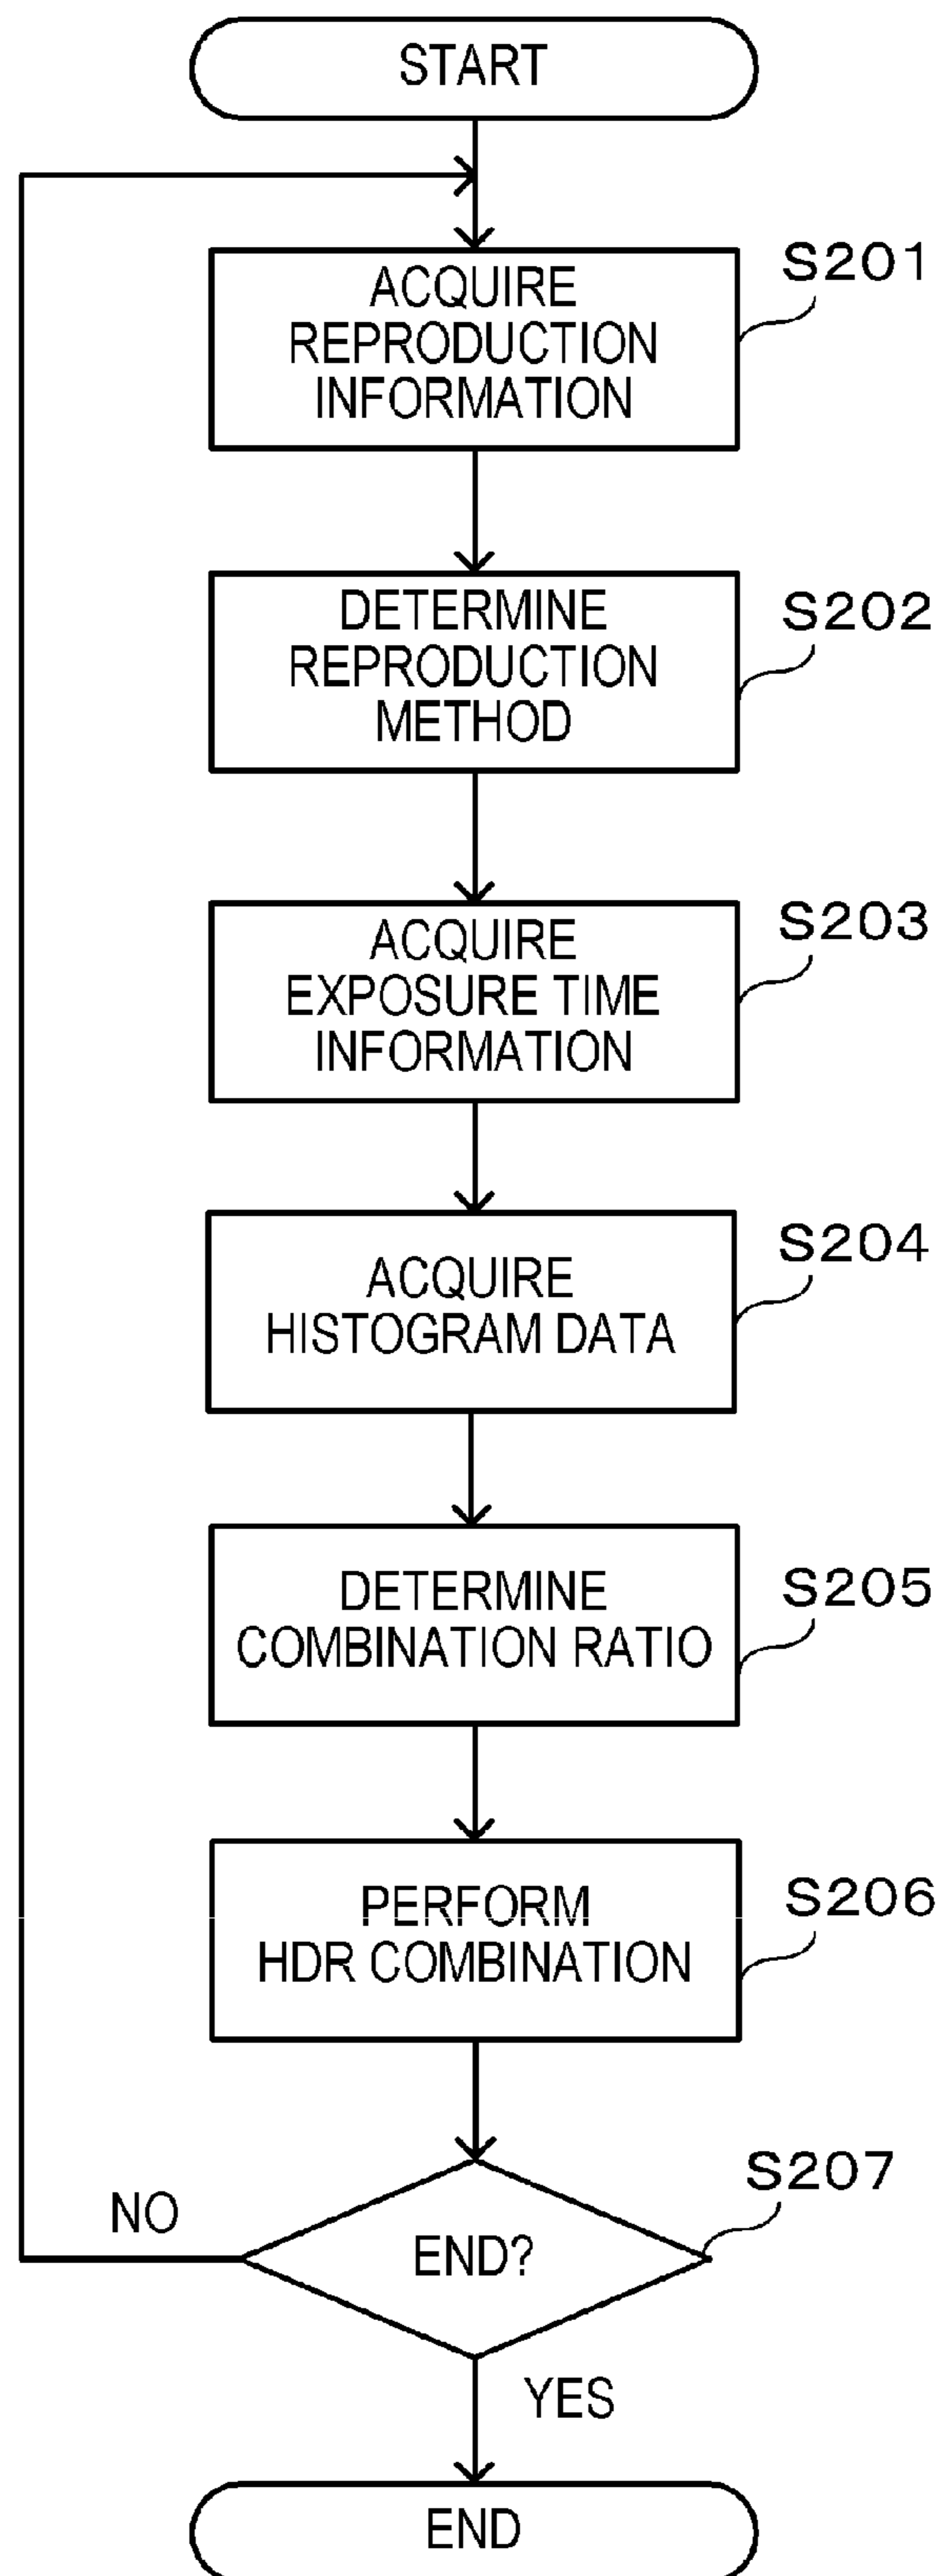 START
ACQUIRE
REPRODUCTION
INFORMATION
S201
DETERMINE
REPRODUCTION
METHOD
S202
ACQUIRE
EXPOSURE TIME
INFORMATION
S203
ACQUIRE
HISTOGRAM DATA
S204
DETERMINE
COMBINATION RATIO
S205
PERFORM
HDR COMBINATION
S206
END?
S207
NO
YES
END